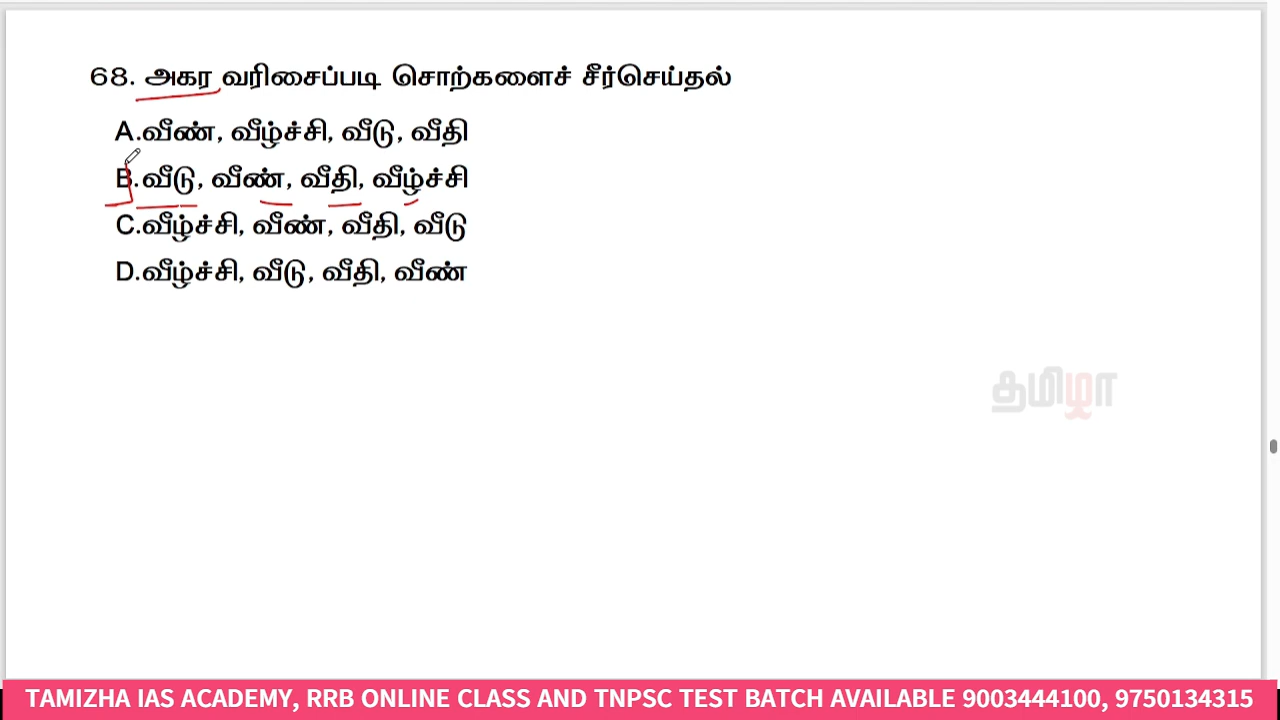 68. அகர வரிசைப்படி சொற்களைச் சீர்செய்தல்
A.வீண், வீழ்ச்சி, வீடு, வீதி
B.வீடு, வீண், வீதி, வீழ்ச்சி
C.வீழ்ச்சி, வீண், வீதி, வீடு
D.வீழ்ச்சி, வீடு, வீதி, வீண்
தமிழா
TAMIZHA IAS ACADEMY, RRB ONLINE CLASS AND TNPSC TEST BATCH AVAILABLE 9003444100, 9750134315